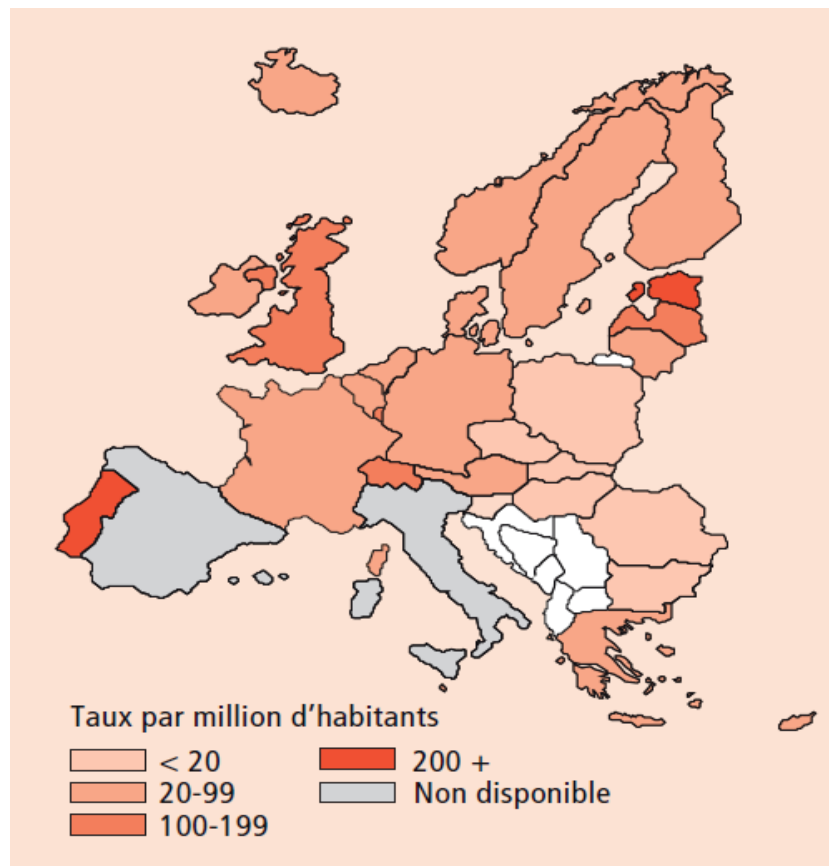 Taux par million d'habitants
< 20
20-99
100-199
200 +
Non disponible